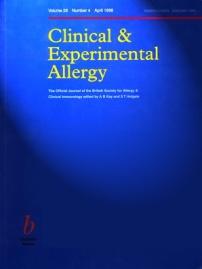 Volume 28 Number 4 April 1998
Clinical &
Experimental
Allergy
The Official Journal of the British Society for Allergy &
Clinical Immunology edited by A B Kay and S T Holgate
b